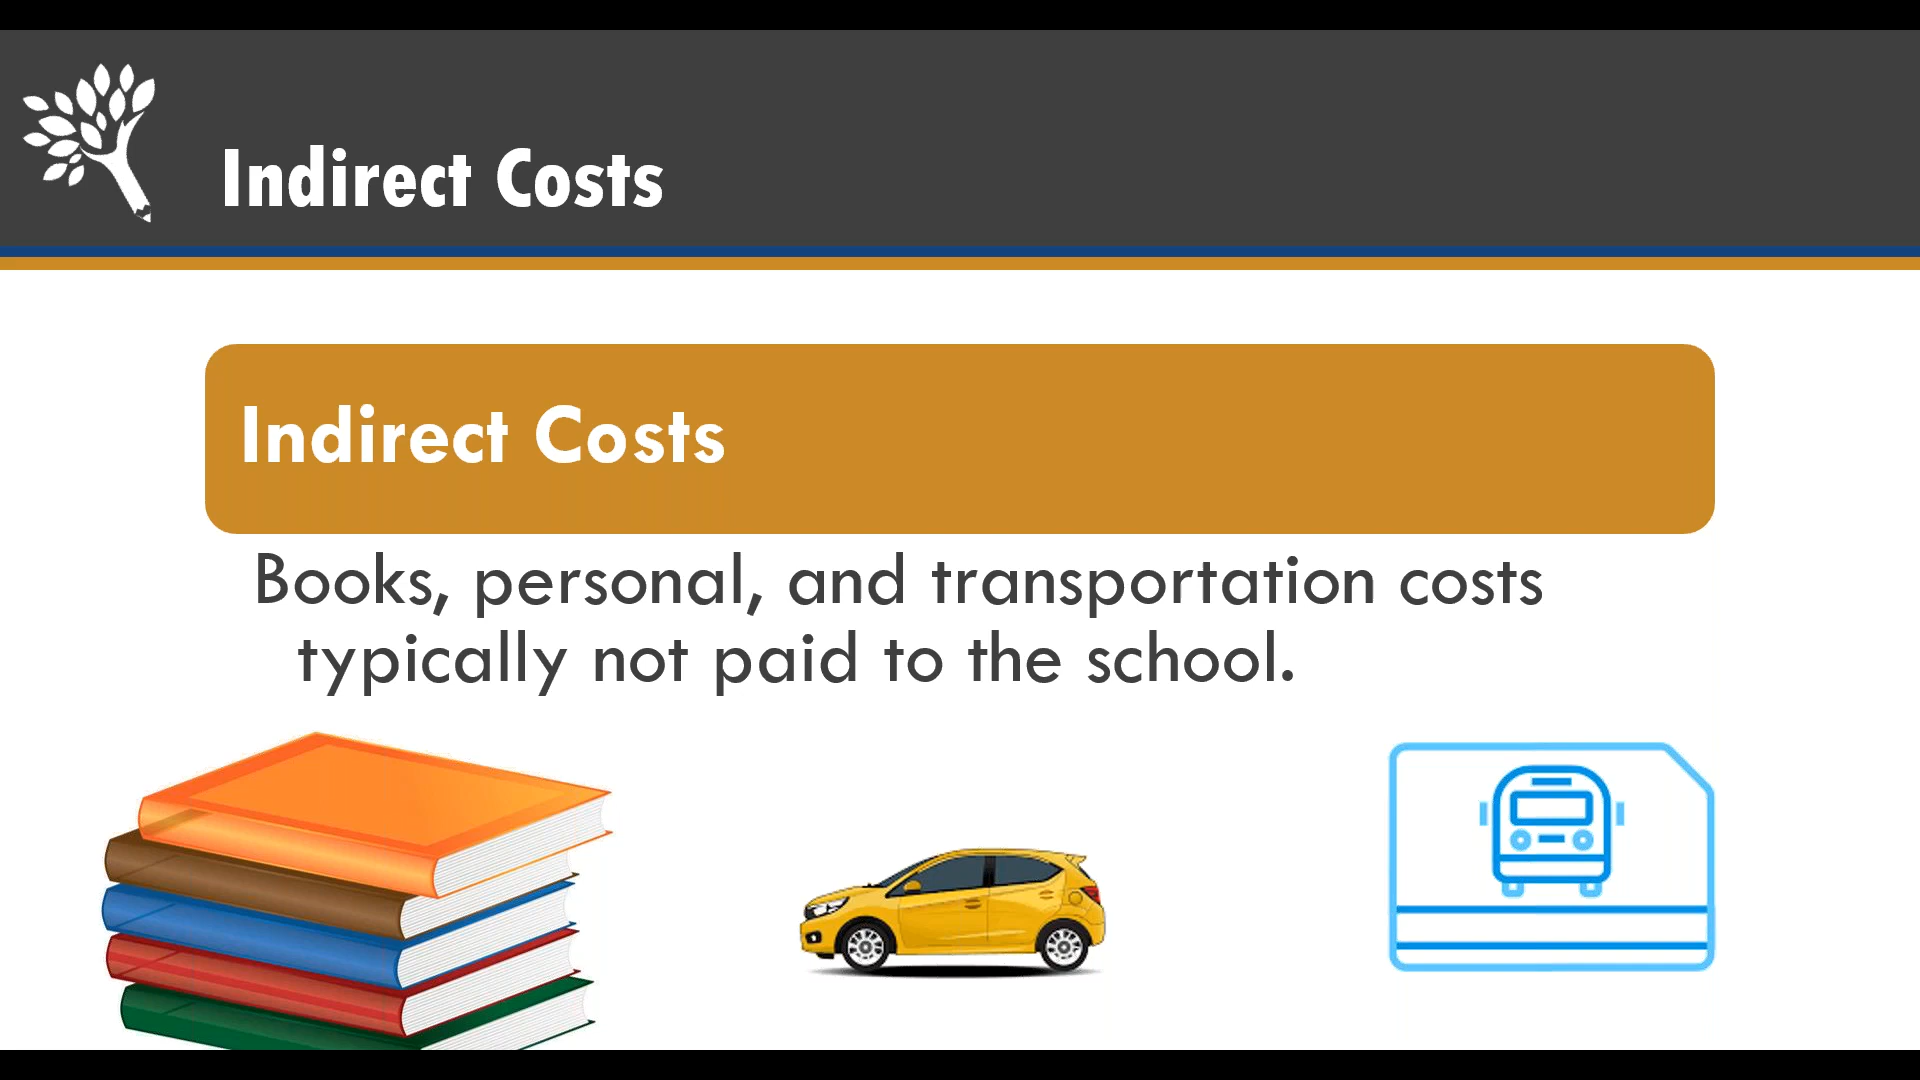 Indirect Costs
Indirect Costs
Books, personal, and transportation costs
typically not paid to the school.